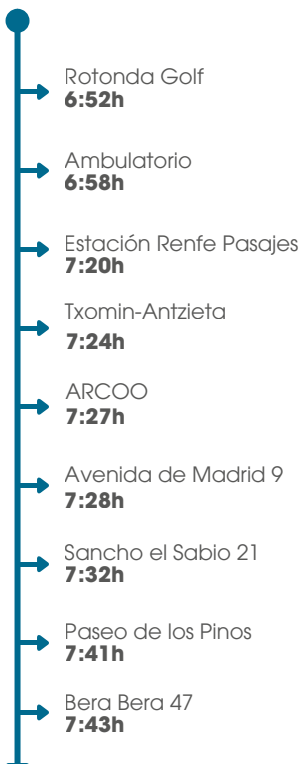 Rotonda Golf
6:52h
Ambulatorio
6:58h
Estación Renfe Pasajes
7:20h
Txomin-Antzieta
7:24h
ARCOO
7:27h
Avenida de Madrid 9
7:28h
Sancho el Sabio 21
7:32h
Paseo de los Pinos
7:41h
Bera Bera 47
7:43h